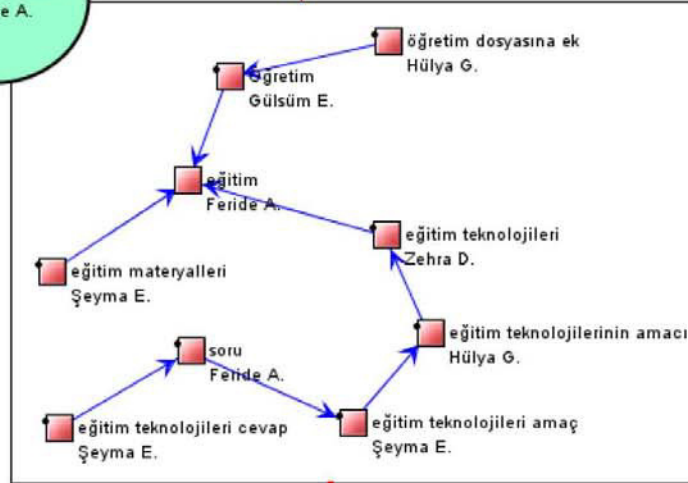 e A.
öğretim dosyasına ek
Hülya G.
öğretim
Gülsüm E.
eğitim
Feride A.
eğitim teknolojileri
Zehra D.
eğitim materyalleri
Şeyma E.
eğitim teknolojilerinin amacı
Hülya G.
soru
Feride A.
eğitim teknolojileri cevap
Şeyma E.
eğitim teknolojileri amaç
Şeyma E.